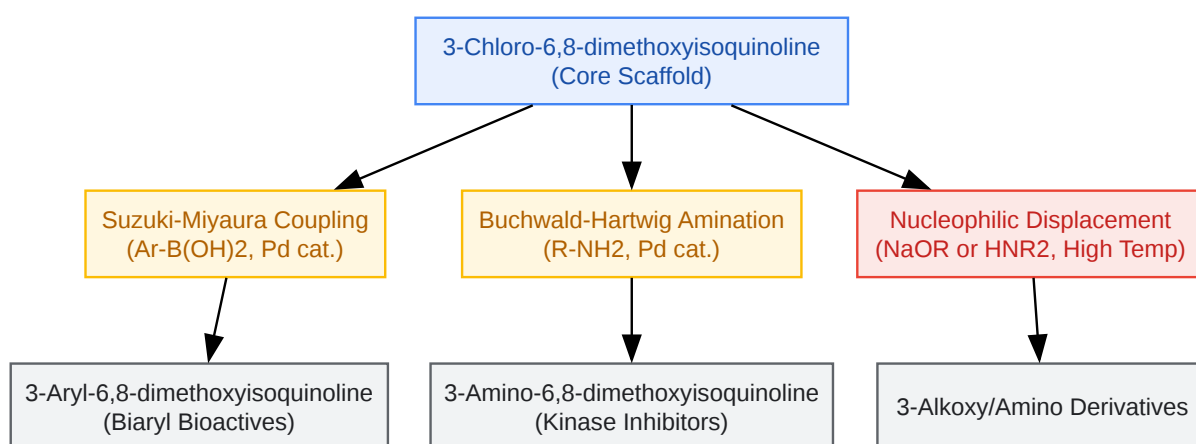 3-Chloro-6,8-dimethoxyisoquinoline
(Core Scaffold)
Suzuki-Miyaura Coupling
(Ar-B(OH)2, Pd cat.)
Buchwald-Hartwig Amination
(R-NH2, Pd cat.)
Nucleophilic Displacement
(NaOR or HNR2, High Temp)
3-Aryl-6,8-dimethoxyisoquinoline
(Biaryl Bioactives)
3-Amino-6,8-dimethoxyisoquinoline
(Kinase Inhibitors)
3-Alkoxy/Amino Derivatives